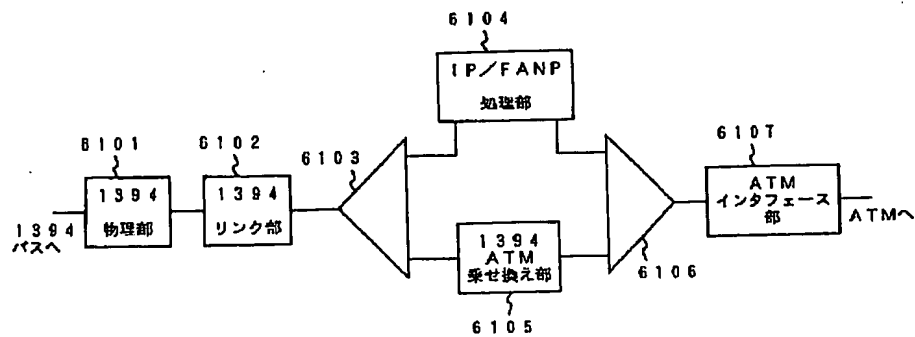 6104
IP/FANP
処理部
6101
6102
6103
6107
1394
物理部
1394
リンク部
ATM
インタフェース
部
1394
バスへ
ATMへ
1394
ATM
乗せ換え部
6106
6105